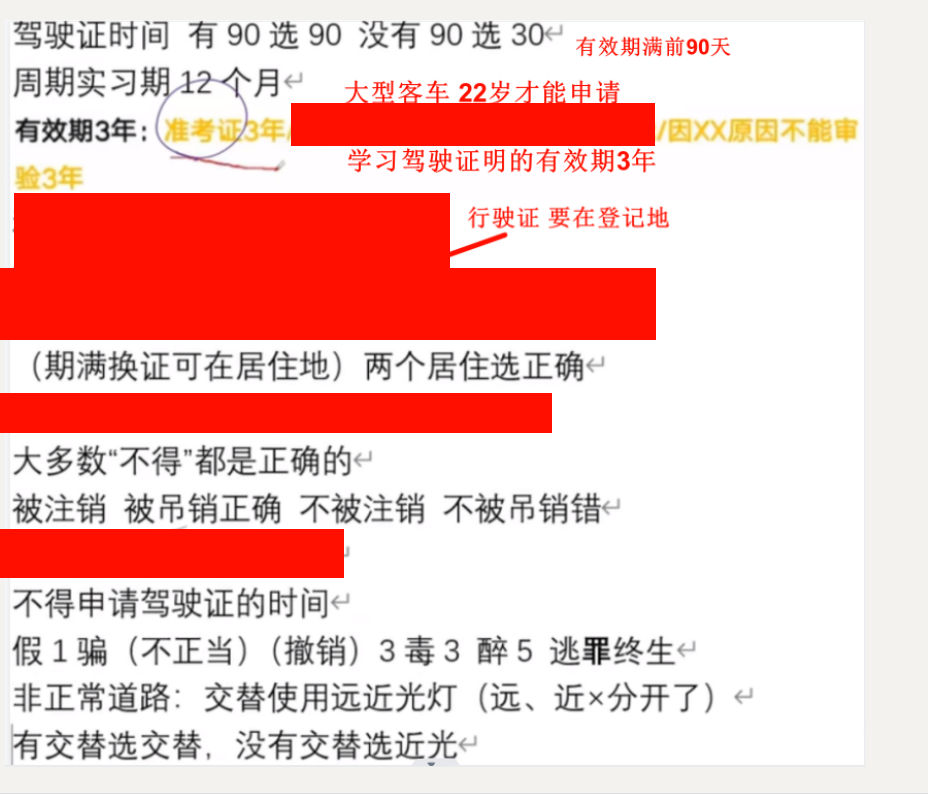 驾驶证时间 有 90 选 90 没有 90 选 30
有效期满前90天
周期实习期 12 个月
大型客车 22岁才能申请
有效期3年：准考证3年/
/因XX原因不能审
学习驾驶证明的有效期3年
验3年
行驶证 要在登记地
（期满换证可在居住地）两个居住选正确
大多数“不得”都是正确的
被注销 被吊销正确 不被注销 不被吊销错
不得申请驾驶证的时间
假 1 骗（不正当）（撤销）3 毒 3 醉 5 逃罪终生
非正常道路：交替使用远近光灯（远、近×分开了）
有交替选交替，没有交替选近光